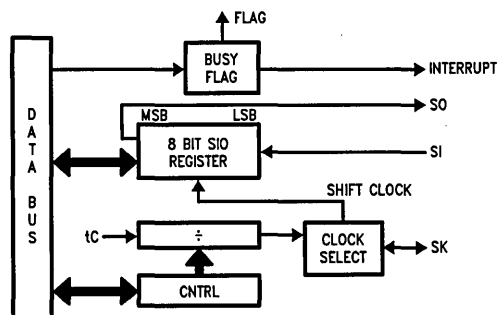 FLAG
BUSY
FLAG
INTERRUPT
DATA BUS
MSB
LSB
SO
8 BIT SIO
REGISTER
SI
SHIFT CLOCK
tC
÷
CLOCK
SELECT
SK
CNTRL